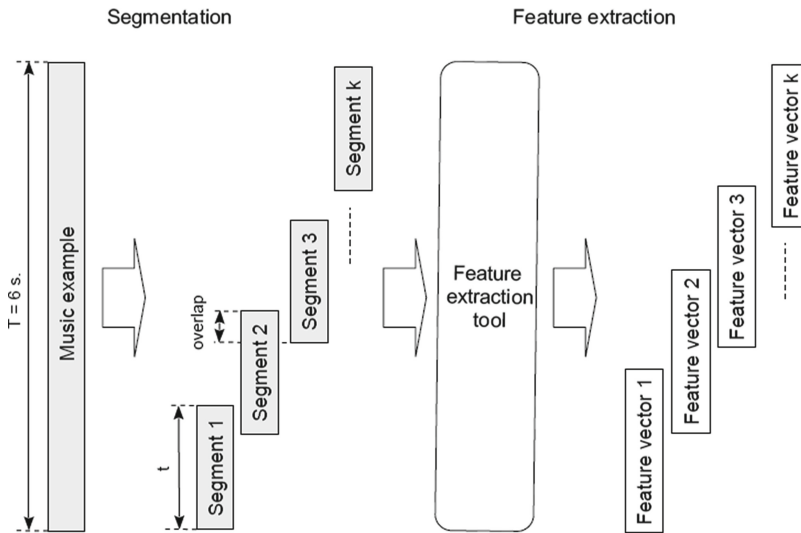 Segmentation
Feature extraction
T = 6 s.
Music example
t
Segment 1
overlap
Segment 2
Segment 3
Segment k
Feature
extraction
tool
Feature vector 1
Feature vector 2
Feature vector 3
Feature vector k